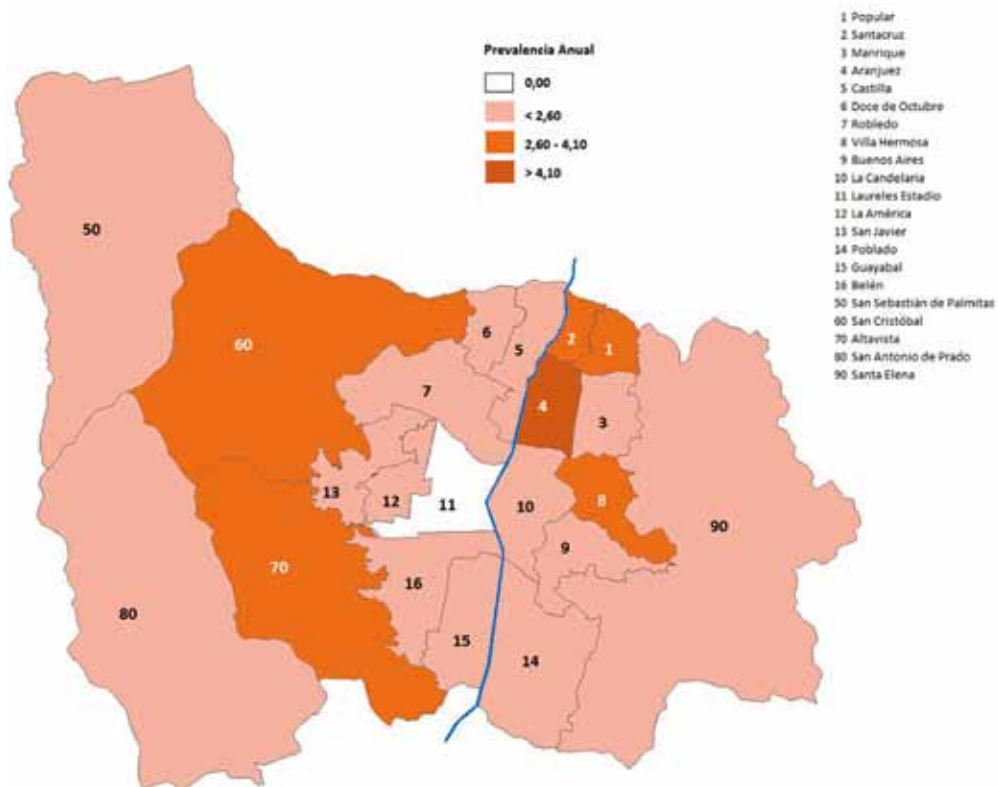 Prevalencia Anual
0,00
< 2,60
2,60 - 4,10
> 4,10
1 Popular
2 Santacruz
3 Manrique
4 Aranjuez
5 Castilla
6 Doce de Octubre
7 Robledo
8 Villa Hermosa
9 Buenos Aires
10 La Candelaria
11 Laureles Estadio
12 La América
13 San Javier
14 Poblado
15 Guayabal
16 Belén
50 San Sebastián de Palmitas
60 San Cristóbal
70 Altavista
80 San Antonio de Prado
90 Santa Elena
50
60
6
5
2
1
7
4
3
13
12
11
10
8
9
90
70
16
80
15
14